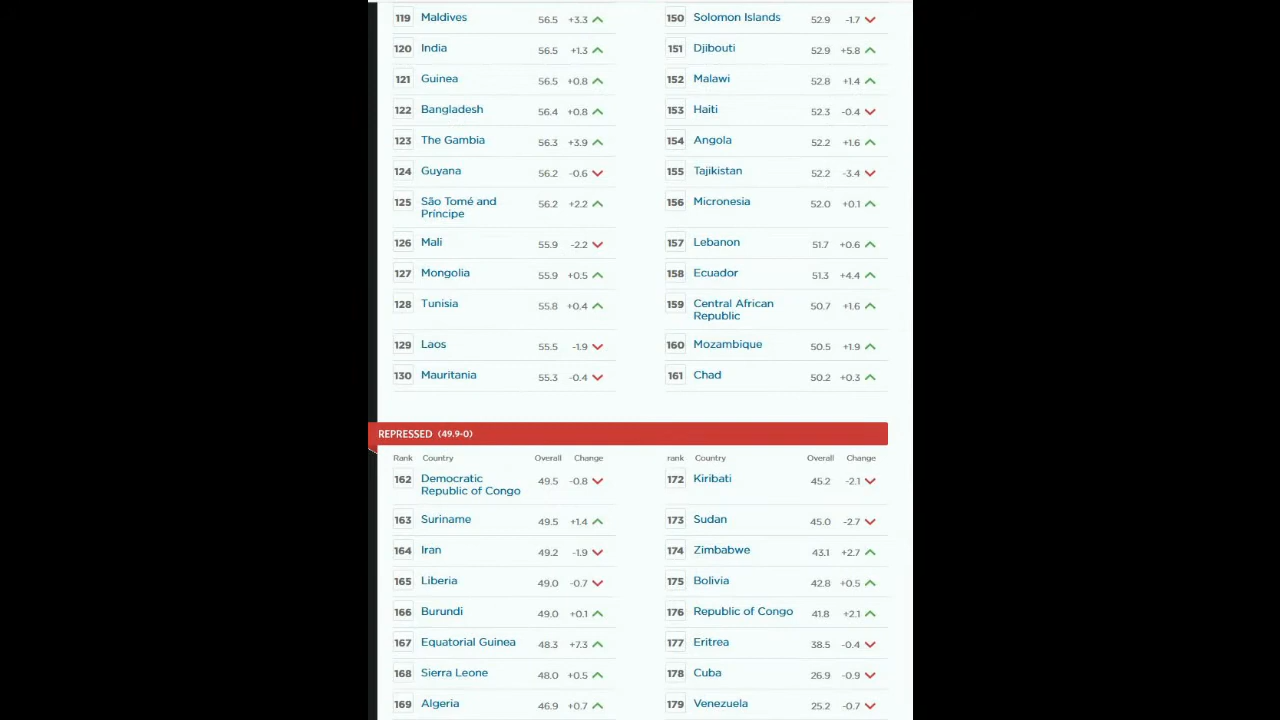 119 Maldives 56.5 +3.3
120 India 56.5 +1.3
121 Guinea 56.5 +0.8
122 Bangladesh 56.4 +0.8
123 The Gambia 56.3 +3.9
124 Guyana 56.2 -0.6
125 São Tomé and 56.2 +2.2
Príncipe
126 Mali 55.9 -2.2
127 Mongolia 55.9 +0.5
128 Tunisia 55.8 +0.4
129 Laos 55.5 -1.9
130 Mauritania 55.3 -0.4
150 Solomon Islands 52.9 -1.7
151 Djibouti 52.9 +5.8
152 Malawi 52.8 +1.4
153 Haiti 52.3 -0.4
154 Angola 52.2 +1.6
155 Tajikistan 52.2 -3.4
156 Micronesia 52.0 +0.1
157 Lebanon 51.7 +0.6
158 Ecuador 51.3 +4.4
159 Central African 50.7 +1.6
Republic
160 Mozambique 50.5 +1.9
161 Chad 50.2 +0.3
REPRESSED (49.9-0)
Rank Country Overall Change
162 Democratic 49.5 -0.8
Republic of Congo
163 Suriname 49.5 +1.4
164 Iran 49.2 -1.9
165 Liberia 49.0 -0.7
166 Burundi 49.0 +0.1
167 Equatorial Guinea 48.3 +7.3
168 Sierra Leone 48.0 +0.5
169 Algeria 46.9 +0.7
rank Country Overall Change
172 Kiribati 45.2 -2.1
173 Sudan 45.0 -2.7
174 Zimbabwe 43.1 +2.7
175 Bolivia 42.8 +0.5
176 Republic of Congo 41.8 +2.1
177 Eritrea 38.5 -0.4
178 Cuba 26.9 -0.9
179 Venezuela 25.2 -0.7